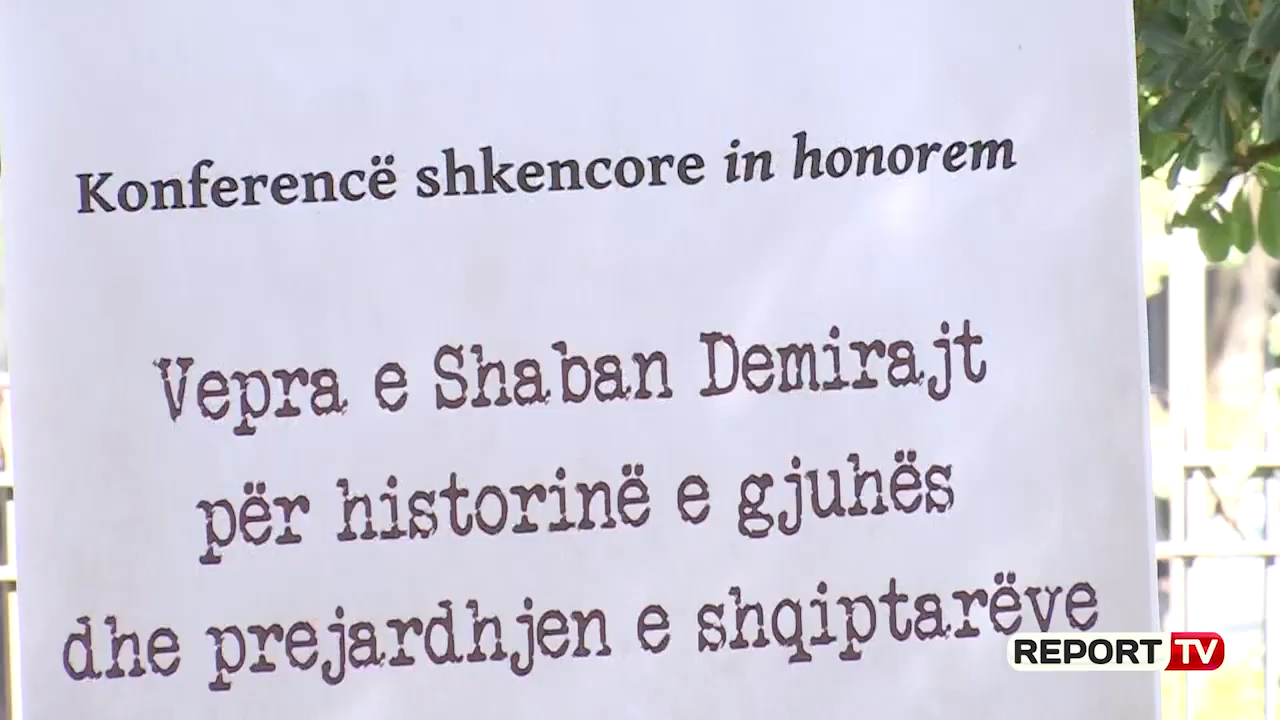 Konferencë shkencore in honorem
Vepra e Shaban Demirajt
për historinë e gjuhës
dhe prejardhjen e shqiptarëve
REPORT TV